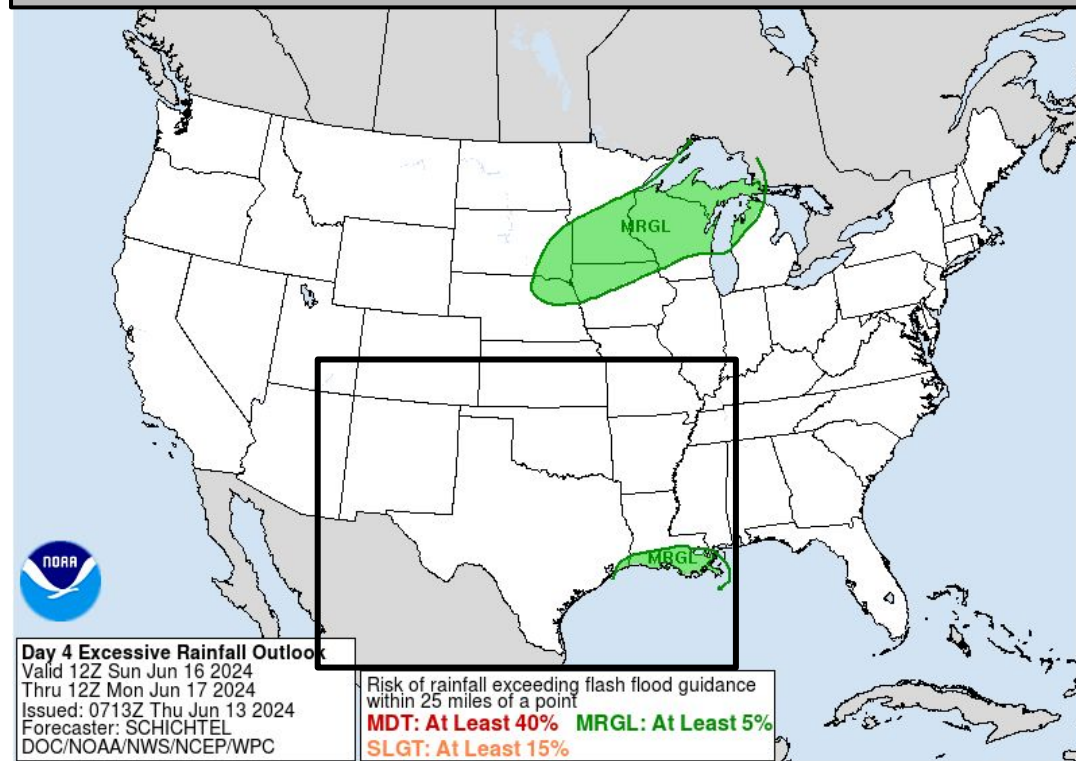 MRGL
MRGL
NOAA
Day 4 Excessive Rainfall Outlook
Valid 12Z Sun Jun 16 2024
Thru 12Z Mon Jun 17 2024
Issued: 0713Z Thu Jun 13 2024
Forecaster: SCHICHTEL
DOC/NOAA/NWS/NCEP/WPC
Risk of rainfall exceeding flash flood guidance
within 25 miles of a point
MDT: At Least 40% MRGL: At Least 5%
SLGT: At Least 15%